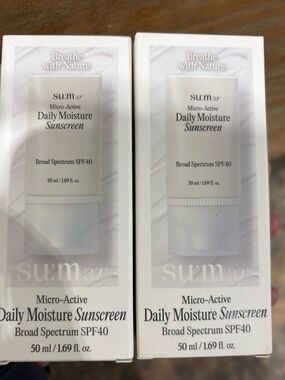 Breathe
with Nature
su:m37°
Micro-Active
Daily Moisture
Sunscreen
Broad Spectrum SPF40
50 ml / 1.69 fl. oz.
su:m37°
Micro-Active
Daily Moisture Sunscreen
Broad Spectrum SPF40
50 ml / 1.69 fl. oz.
Breathe
with Nature
su:m37°
Micro-Active
Daily Moisture
Sunscreen
Broad Spectrum SPF40
50 ml / 1.69 fl. oz.
su:m37°
Micro-Active
Daily Moisture Sunscreen
Broad Spectrum SPF40
50 ml / 1.69 fl. oz.